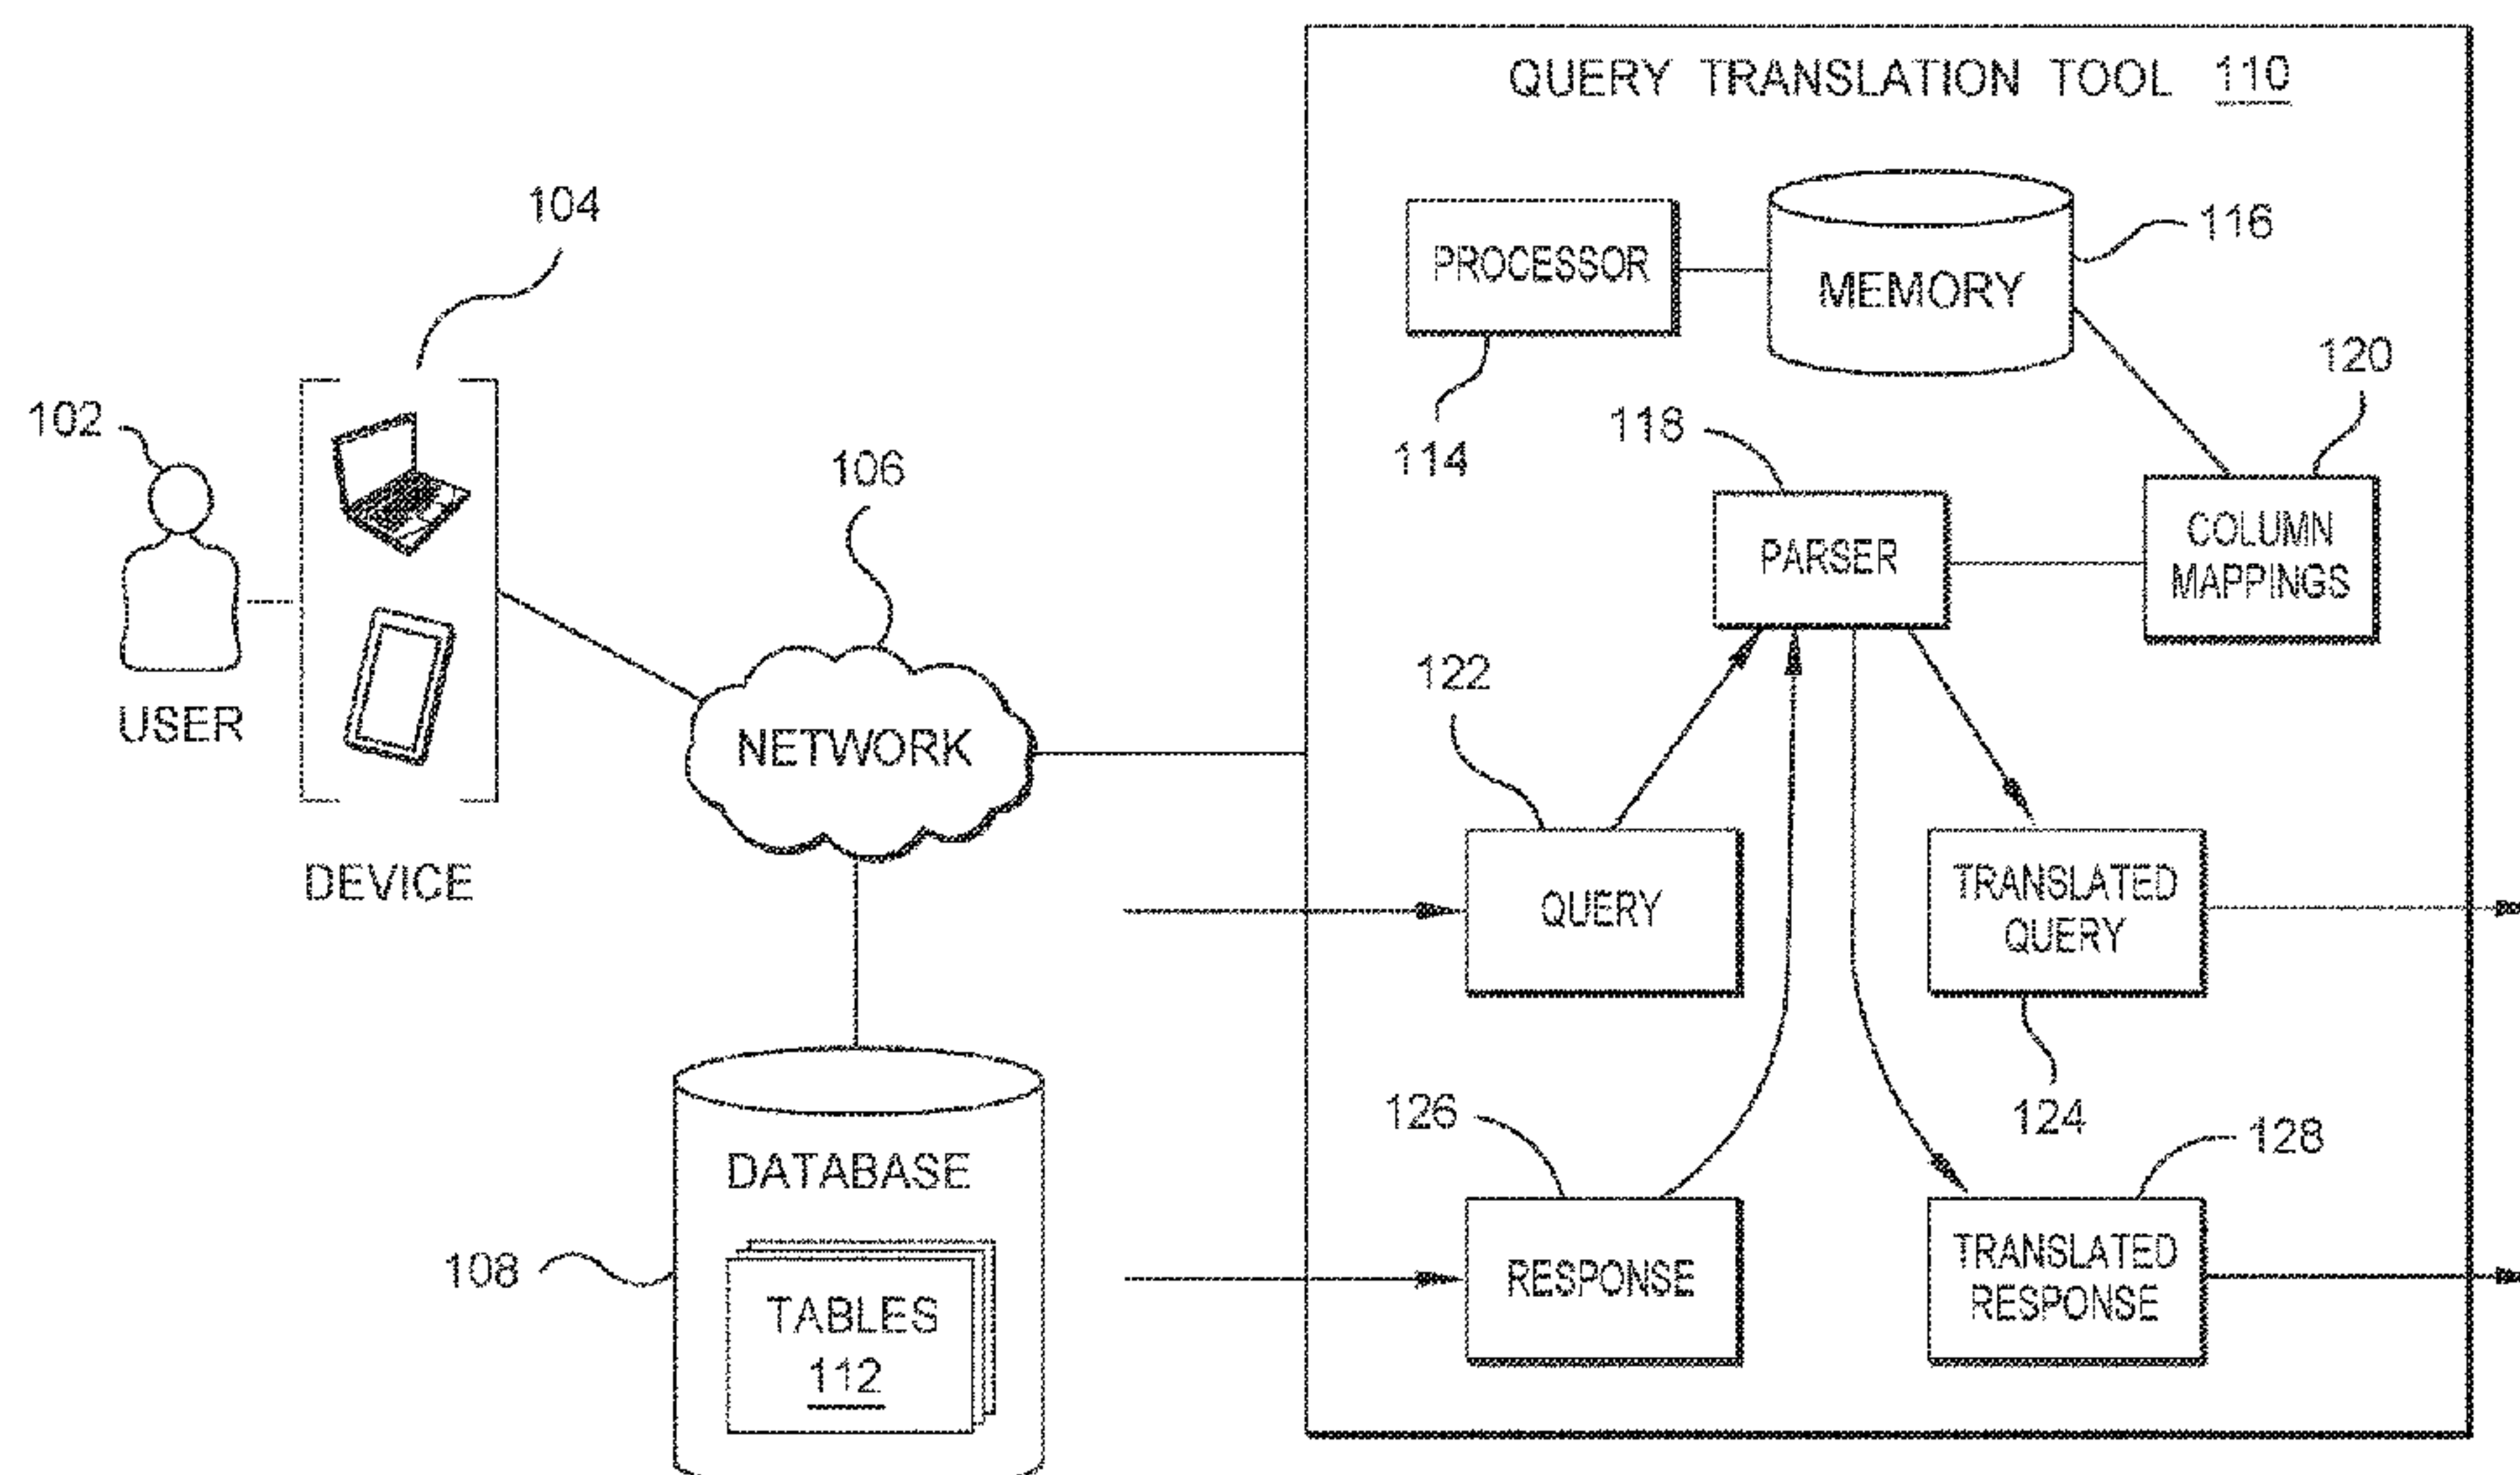 QUERY TRANSLATION TOOL 110
104
116
PROCESSOR
MEMORY
120
102
118
114
106
COLUMN
MAPPINGS
PARSER
122
USER
NETWORK
DEVICE
QUERY
TRANSLATED
QUERY
126
124
128
DATABASE
108
RESPONSE
TRANSLATED
RESPONSE
TABLES
112